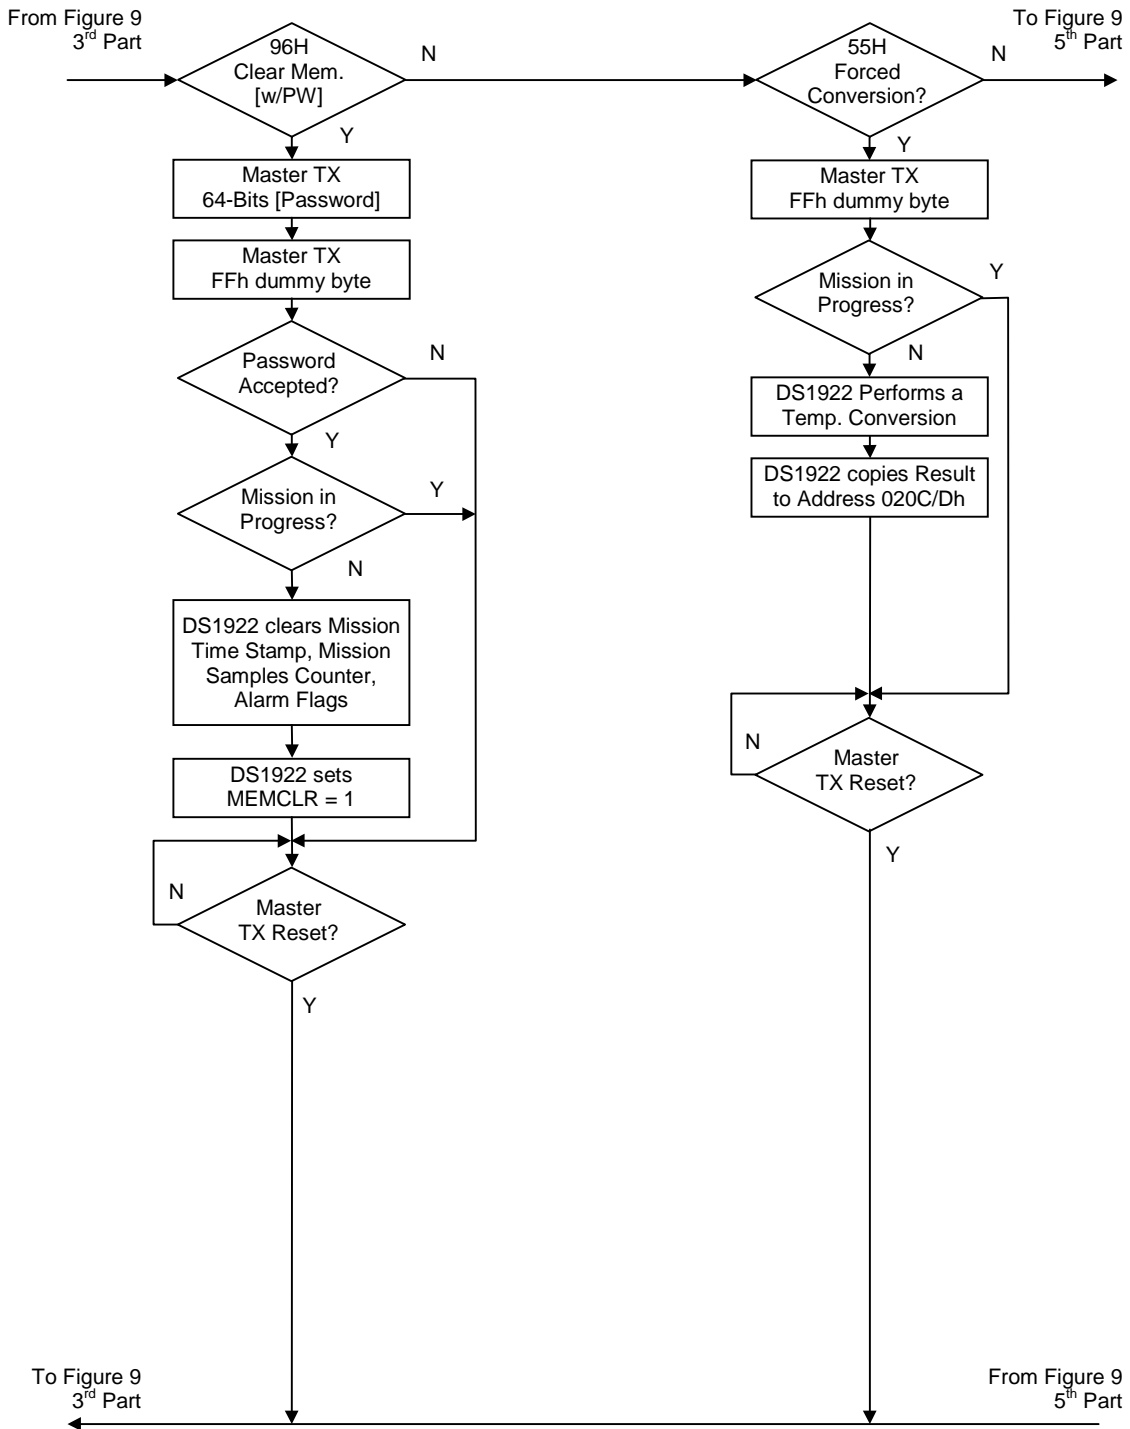 From Figure 9
3rd Part
96H
Clear Mem.
[w/PW]
N
Y
Master TX
64-Bits [Password]
Master TX
FFh dummy byte
Password
Accepted?
N
Y
Mission in
Progress?
Y
N
DS1922 clears Mission
Time Stamp, Mission
Samples Counter,
Alarm Flags
DS1922 sets
MEMCLR = 1
N
Master
TX Reset?
Y
To Figure 9
3rd Part
To Figure 9
5th Part
55H
Forced
Conversion?
N
Y
Master TX
FFh dummy byte
Mission in
Progress?
Y
N
DS1922 Performs a
Temp. Conversion
DS1922 copies Result
to Address 020C/Dh
N
Master
TX Reset?
Y
From Figure 9
5th Part